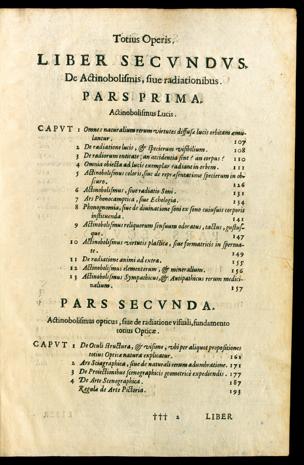 Totius Operis.
LIBER SECVNDVS.
De Actinobolismis, siue radiationibus.
PARS PRIMA.
Actinobolismus Lucis.
CAPVT 1 Omnes naturalium rerum virtutes diffusæ lucis orbitam æmulantur. 107
2 De radiatione lucis, & specierum visibilium. 108
3 De radiorum entitate; an accidentia sint? an corpus? 110
4 Omnia obiecta ad lucis exemplar radiare in orbem. 111
5 Actinobolismus coloris, siue de repræsentatione specierum in obscuro. 126
6 Actinobolismus, siue radiatio Soni. 131
7 Ars Phonocamptica, siue Echologia. 134
8 Phonognomia, siue de diuinatione soni ex sono cuiusuis corporis instituenda. 141
9 Actinobolismus reliquorum sensuum odoratus, tactus, gustusque. 147
10 Actinobolismus virtutis plasticæ, siue formatricis in spermate. 149
11 De radiatione animi ad extra. 155
12 Actinobolismus elementorum, & mineralium. 156
13 Actinobolismus Sympathicus, & Antipathicus rerum medicinalium. 157
PARS SECVNDA.
Actinobolismus opticus, siue de radiatione visiuali, fundamento
totius Opticæ.
CAPVT 1 De Oculi structura, & visione, vbi per aliquot propositiones
totius Opticæ natura explicatur. 162
2 Ars Sciagraphica, siue de naturali rerum adumbratione. 171
3 De Proiectionibus scenographicis geometricè expediendis. 177
4 De Arte Scenographica. 187
Regula de Arte Pictoria. 193
††† 2 LIBER